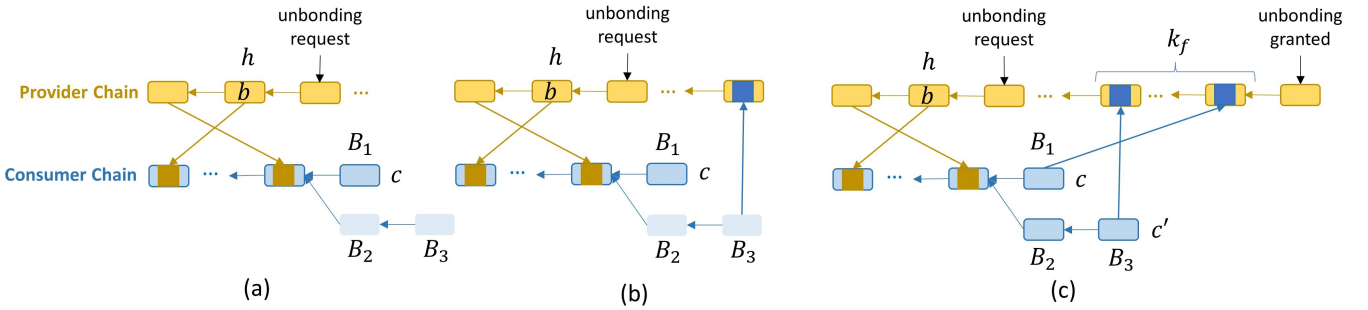 unbonding
request
h
Provider Chain
b
...
B₁
Consumer Chain
...
c
B₂
B₃
(a)
unbonding
request
h
b
...
B₁
...
c
B₂
B₃
(b)
unbonding
request
unbonding
granted
h
k_f
b
...
...
B₁
...
c
c'
B₂
B₃
(c)